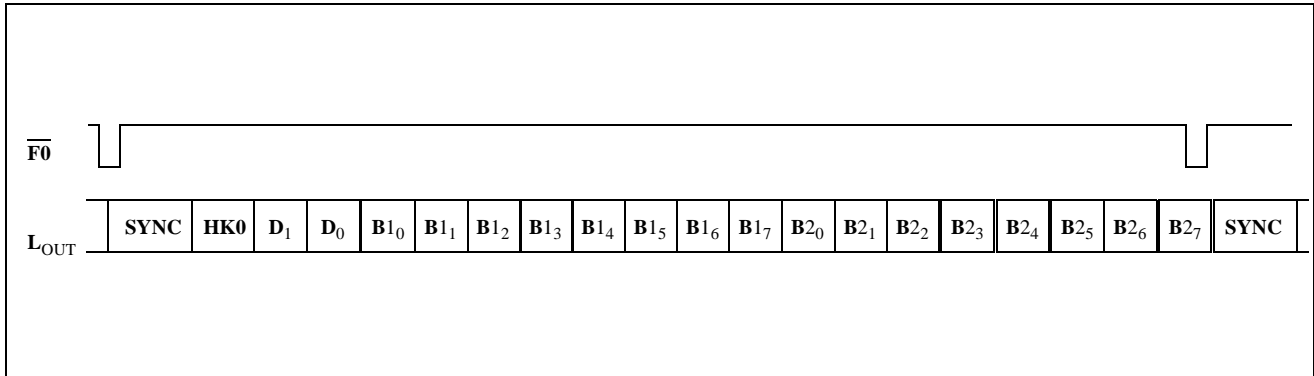 F0
L_OUT SYNC HK0 D₁ D₀ B1₀ B1₁ B1₂ B1₃ B1₄ B1₅ B1₆ B1₇ B2₀ B2₁ B2₂ B2₃ B2₄ B2₅ B2₆ B2₇ SYNC